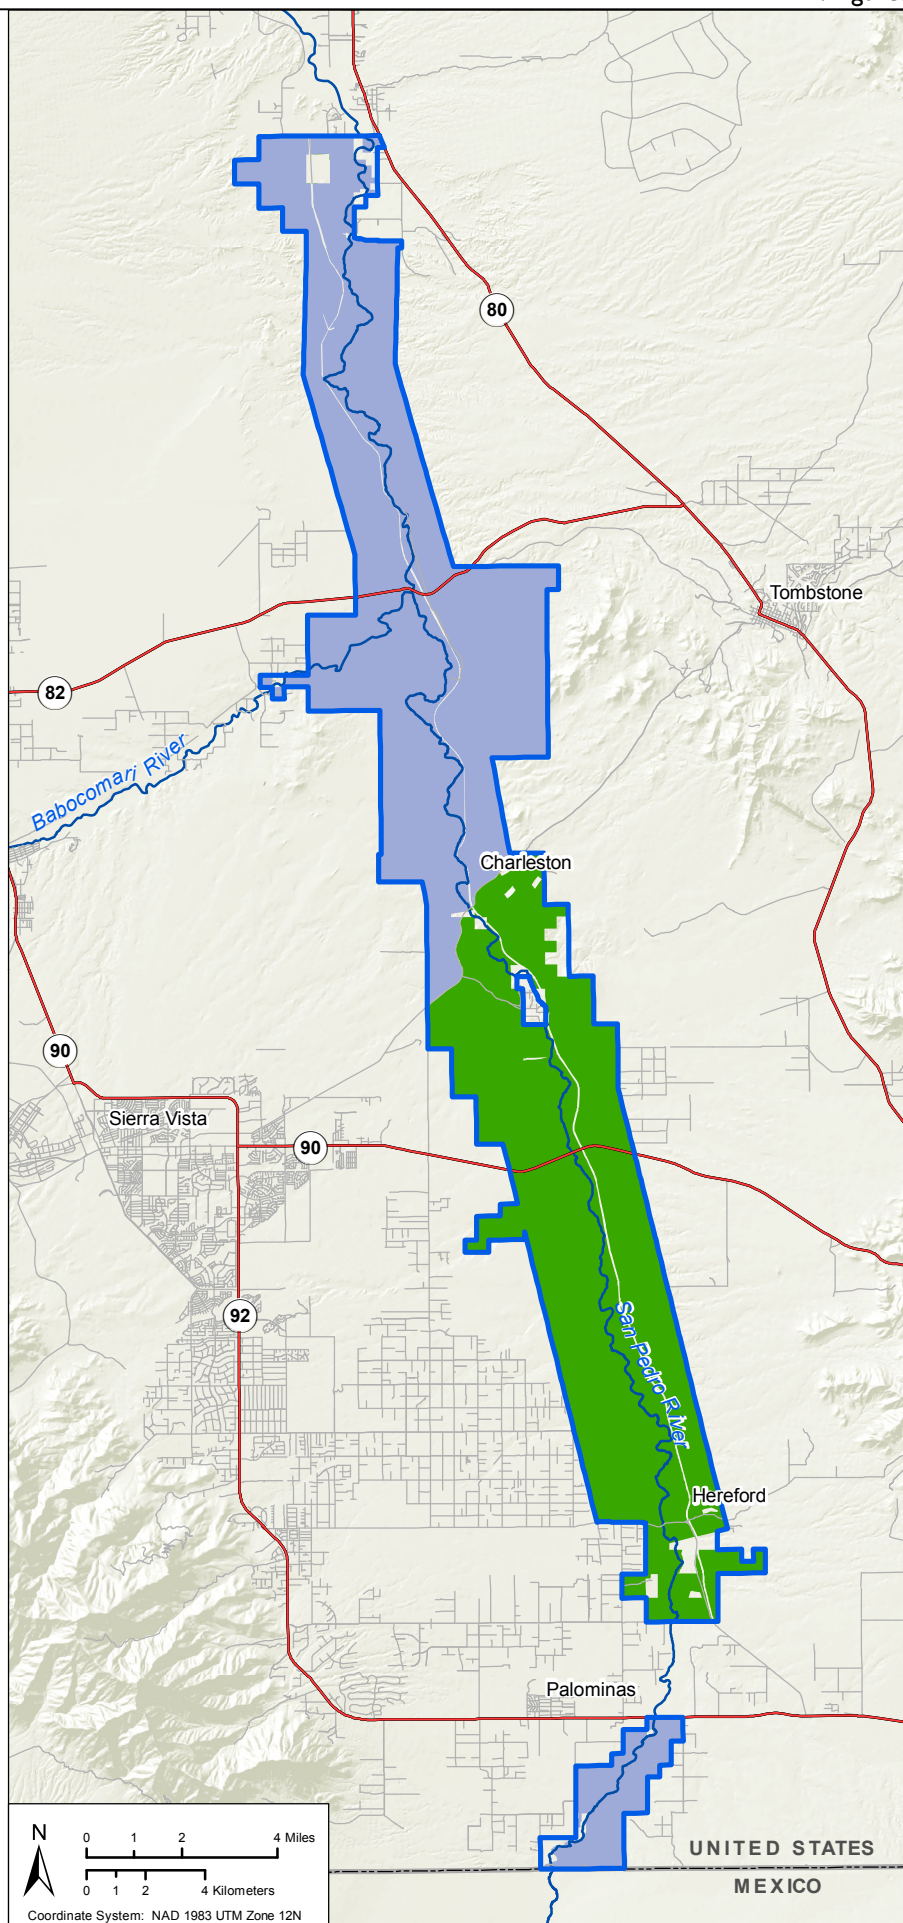 80
Tombstone
82
Babocomari River
Charleston
90
Sierra Vista
90
92
San Pedro River
Hereford
Palominas
UNITED STATES
MEXICO
N
0 1 2 4 Miles
0 1 2 4 Kilometers
Coordinate System: NAD 1983 UTM Zone 12N